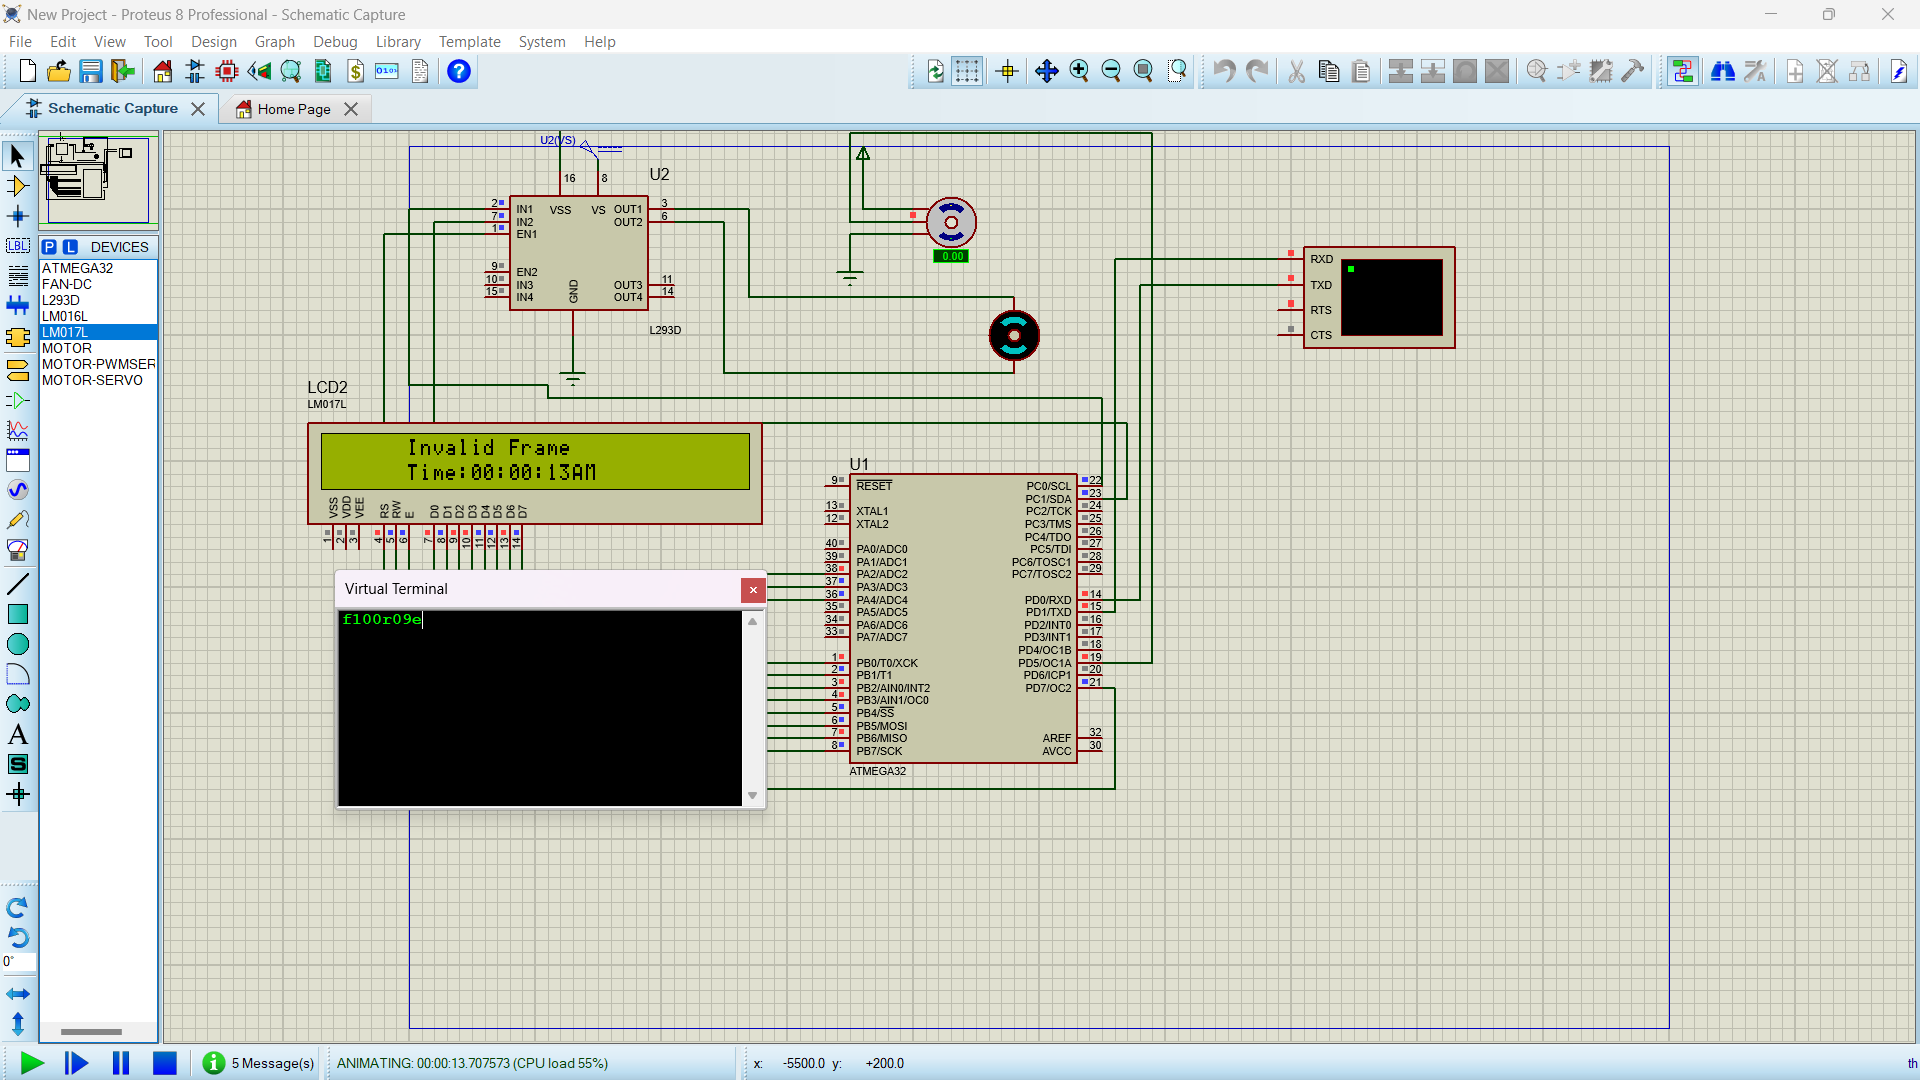 New Project - Proteus 8 Professional - Schematic Capture
File Edit View Tool Design Graph Debug Library Template System Help
Schematic Capture
Home Page
P L DEVICES
ATMEGA32
FAN-DC
L293D
LM016L
LM017L
MOTOR
MOTOR-PWMSER
MOTOR-SERVO
0°
U2(VS)
U2
16
8
2
7
1
9
10
15
IN1
IN2
EN1
EN2
IN3
IN4
VSS
VS
GND
OUT1
OUT2
OUT3
OUT4
3
6
11
14
L293D
0.00
RXD
TXD
RTS
CTS
LCD2
LM017L
Invalid Frame
Time:00:00:13AM
VSS VDD VEE RS RW E D0 D1 D2 D3 D4 D5 D6 D7
1 2 3 4 5 6 7 8 9 10 11 12 13 14
Virtual Terminal
f100r09e
U1
9 RESET
13 XTAL1
12 XTAL2
40 PA0/ADC0
39 PA1/ADC1
38 PA2/ADC2
37 PA3/ADC3
36 PA4/ADC4
35 PA5/ADC5
34 PA6/ADC6
33 PA7/ADC7
1 PB0/T0/XCK
2 PB1/T1
3 PB2/AIN0/INT2
4 PB3/AIN1/OC0
5 PB4/SS
6 PB5/MOSI
7 PB6/MISO
8 PB7/SCK
PC0/SCL 22
PC1/SDA 23
PC2/TCK 24
PC3/TMS 25
PC4/TDO 26
PC5/TDI 27
PC6/TOSC1 28
PC7/TOSC2 29
PD0/RXD 14
PD1/TXD 15
PD2/INT0 16
PD3/INT1 17
PD4/OC1B 18
PD5/OC1A 19
PD6/ICP1 20
PD7/OC2 21
AREF 32
AVCC 30
ATMEGA32
5 Message(s)
ANIMATING: 00:00:13.707573 (CPU load 55%)
x: -5500.0 y: +200.0
th